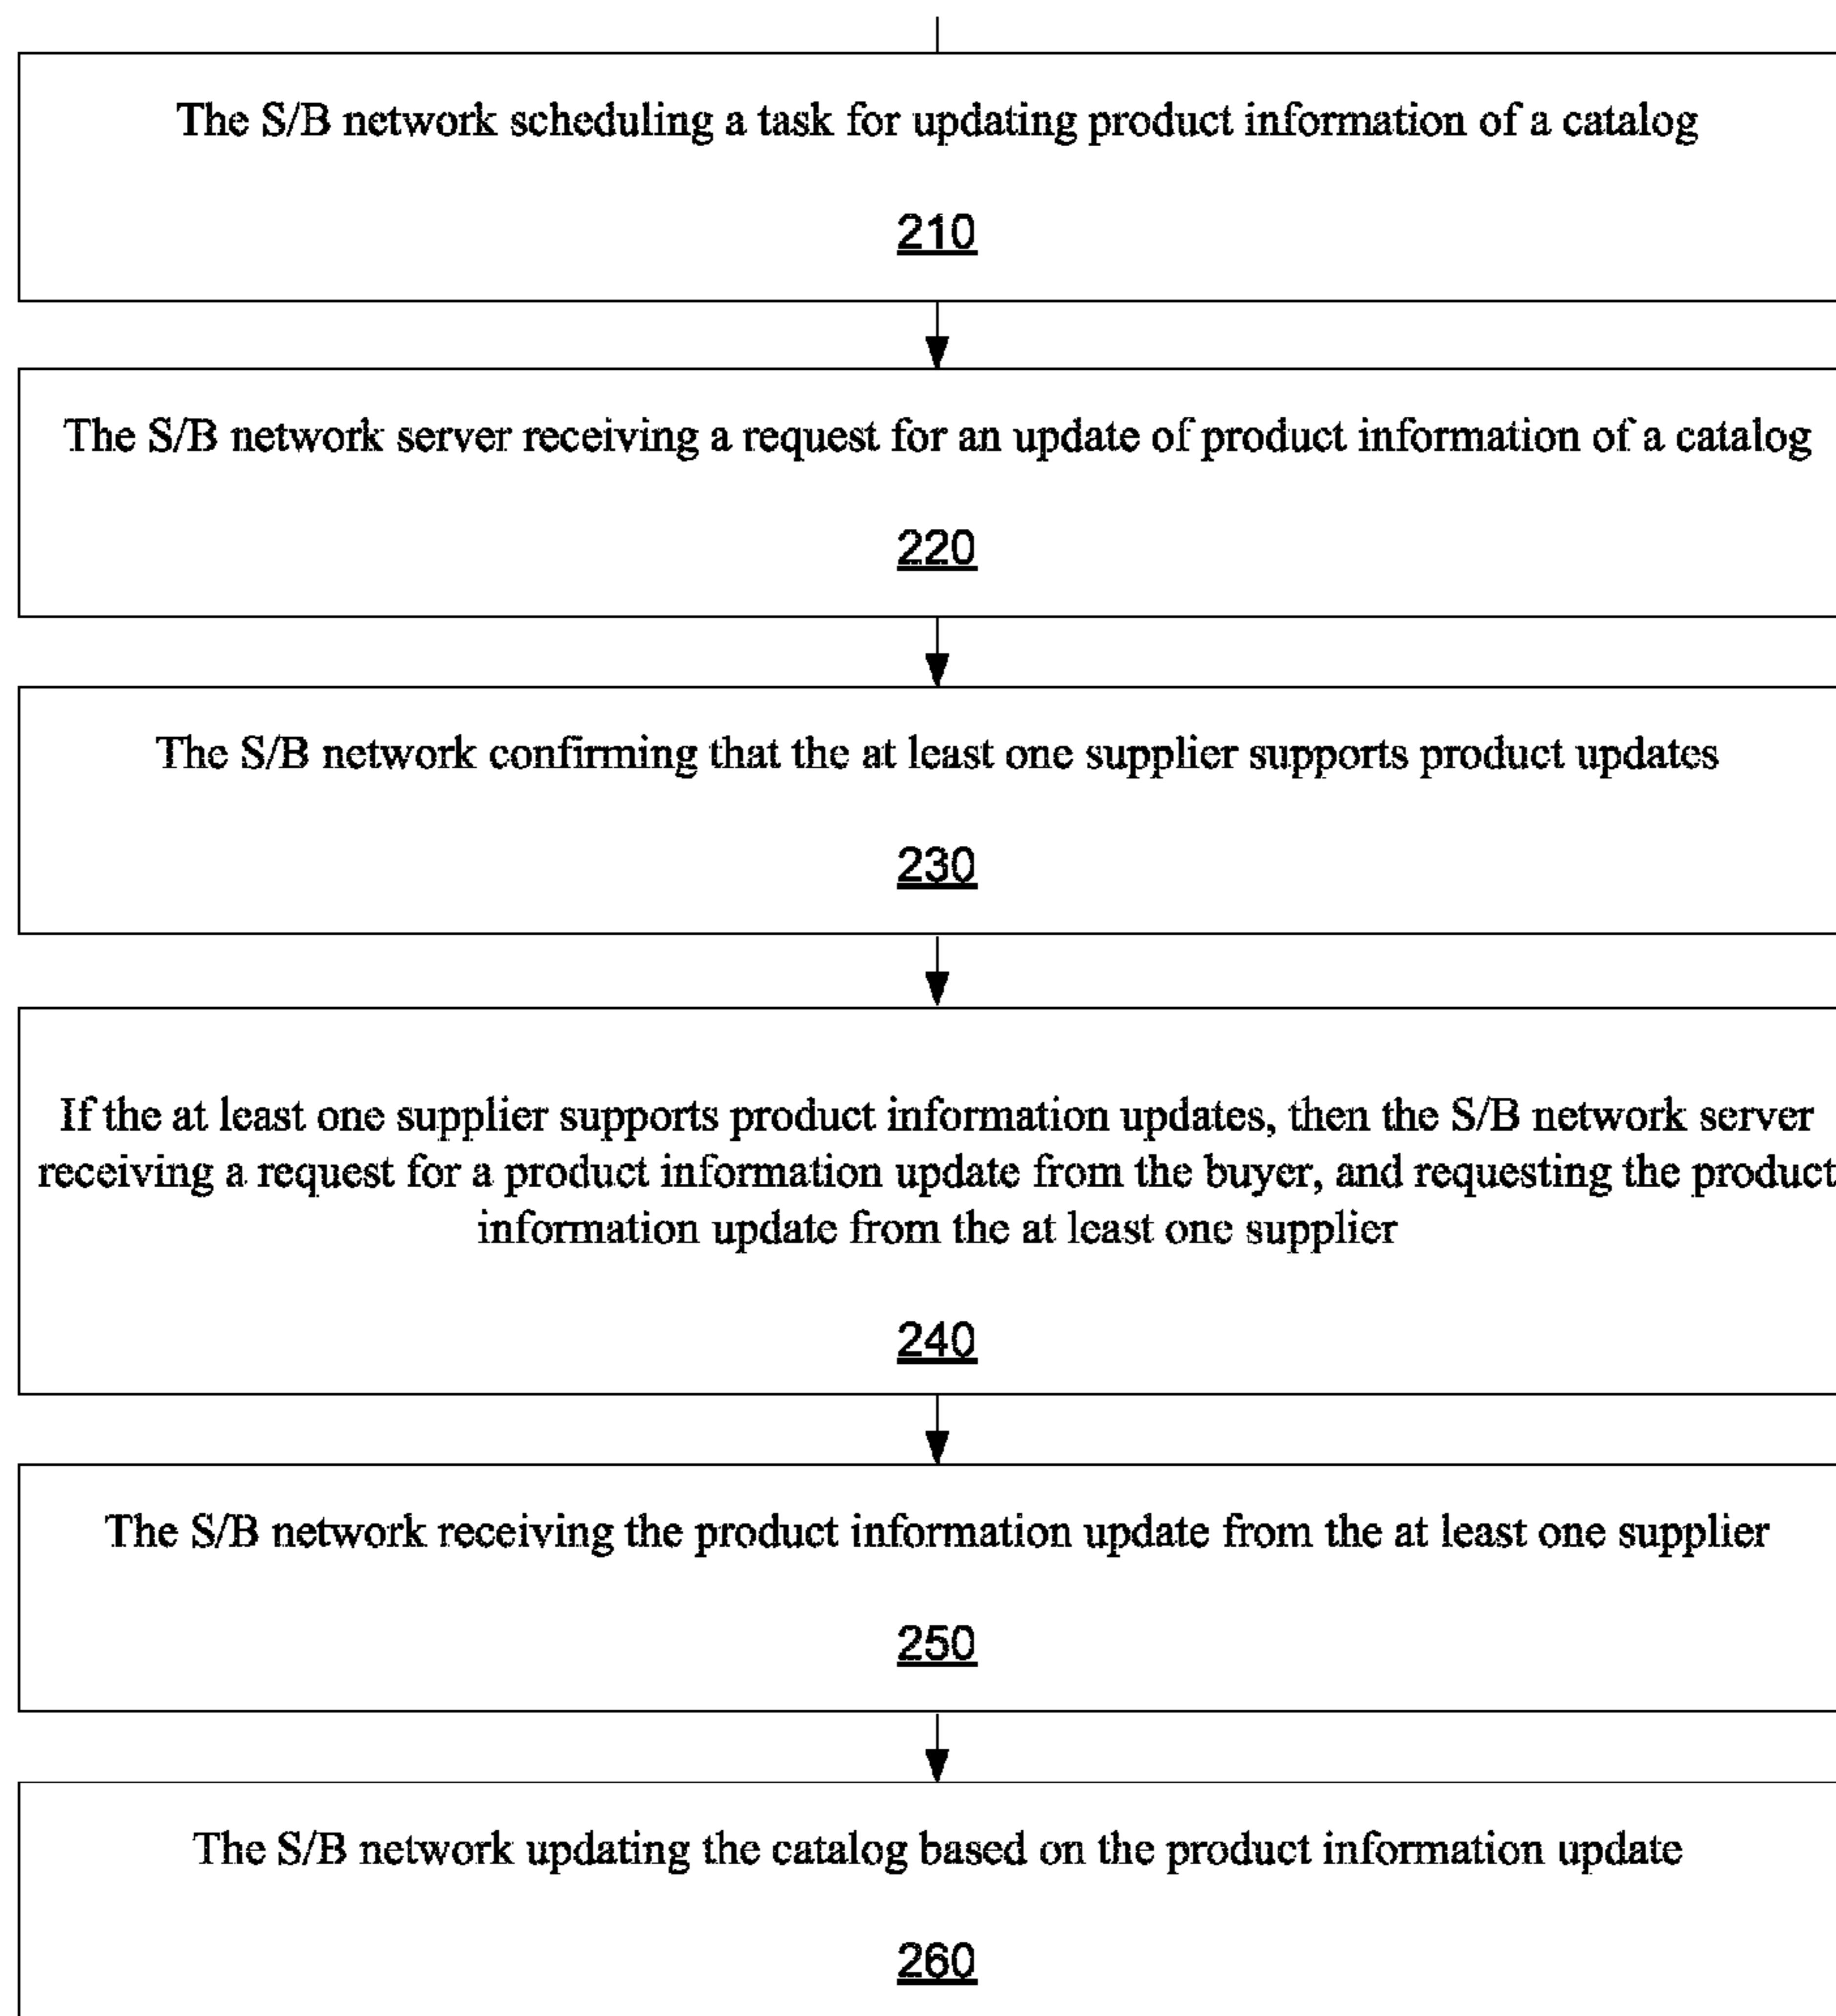 The S/B network scheduling a task for updating product information of a catalog
210
The S/B network server receiving a request for an update of product information of a catalog
220
The S/B network confirming that the at least one supplier supports product updates
230
If the at least one supplier supports product information updates, then the S/B network server
receiving a request for a product information update from the buyer, and requesting the product
information update from the at least one supplier
240
The S/B network receiving the product information update from the at least one supplier
250
The S/B network updating the catalog based on the product information update
260